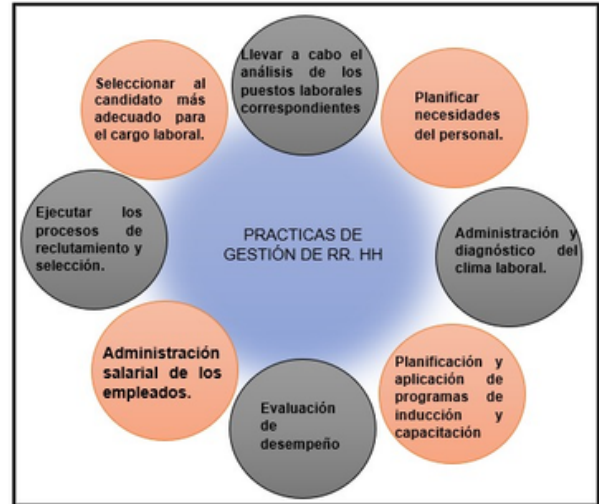 Llevar a cabo el
análisis de los
puestos laborales
correspondientes
Planificar
necesidades
del personal.
Administración y
diagnóstico del
clima laboral.
Planificación y
aplicación de
programas de
inducción y
capacitación
Evaluación
de
desempeño
Administración
salarial de los
empleados.
Ejecutar los
procesos de
reclutamiento y
selección.
Seleccionar al
candidato más
adecuado para
el cargo laboral.
PRACTICAS DE
GESTIÓN DE RR. HH